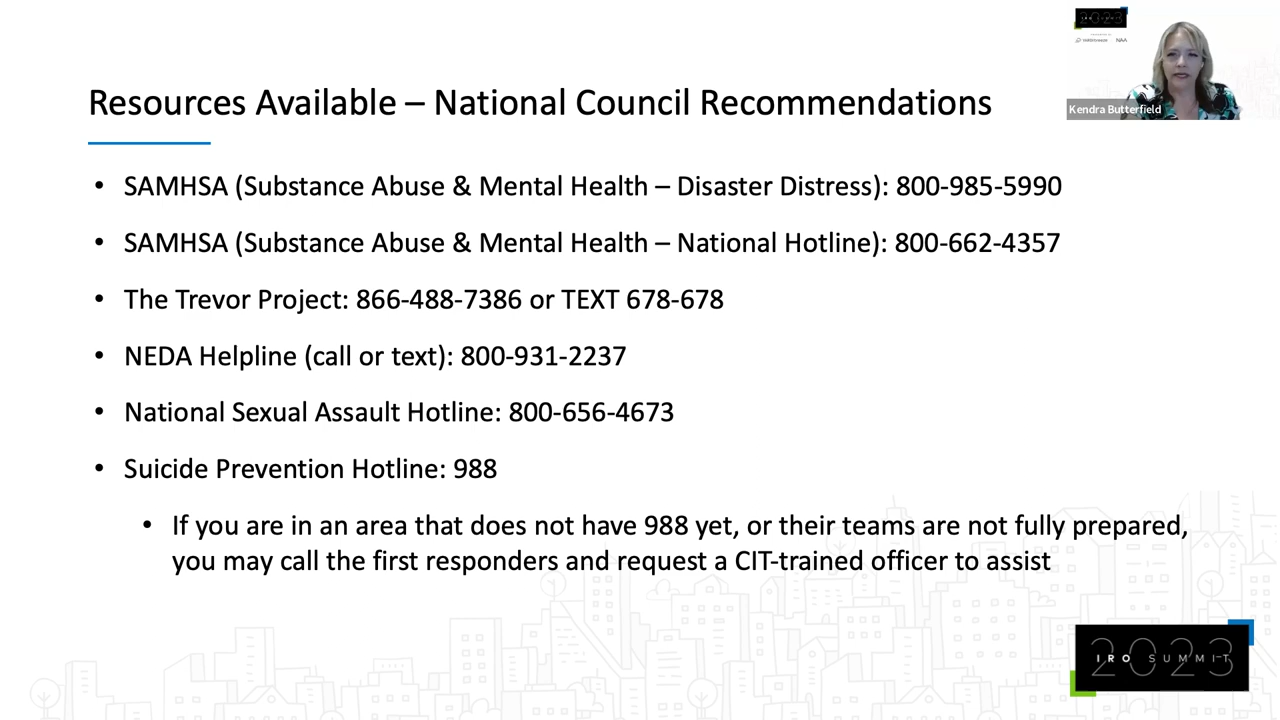 2023
IRO SUMMIT
NAA
Kendra Butterfield
Resources Available – National Council Recommendations
• SAMHSA (Substance Abuse & Mental Health – Disaster Distress): 800-985-5990
• SAMHSA (Substance Abuse & Mental Health – National Hotline): 800-662-4357
• The Trevor Project: 866-488-7386 or TEXT 678-678
• NEDA Helpline (call or text): 800-931-2237
• National Sexual Assault Hotline: 800-656-4673
• Suicide Prevention Hotline: 988
• If you are in an area that does not have 988 yet, or their teams are not fully prepared,
you may call the first responders and request a CIT-trained officer to assist
2023
IRO SUMMIT